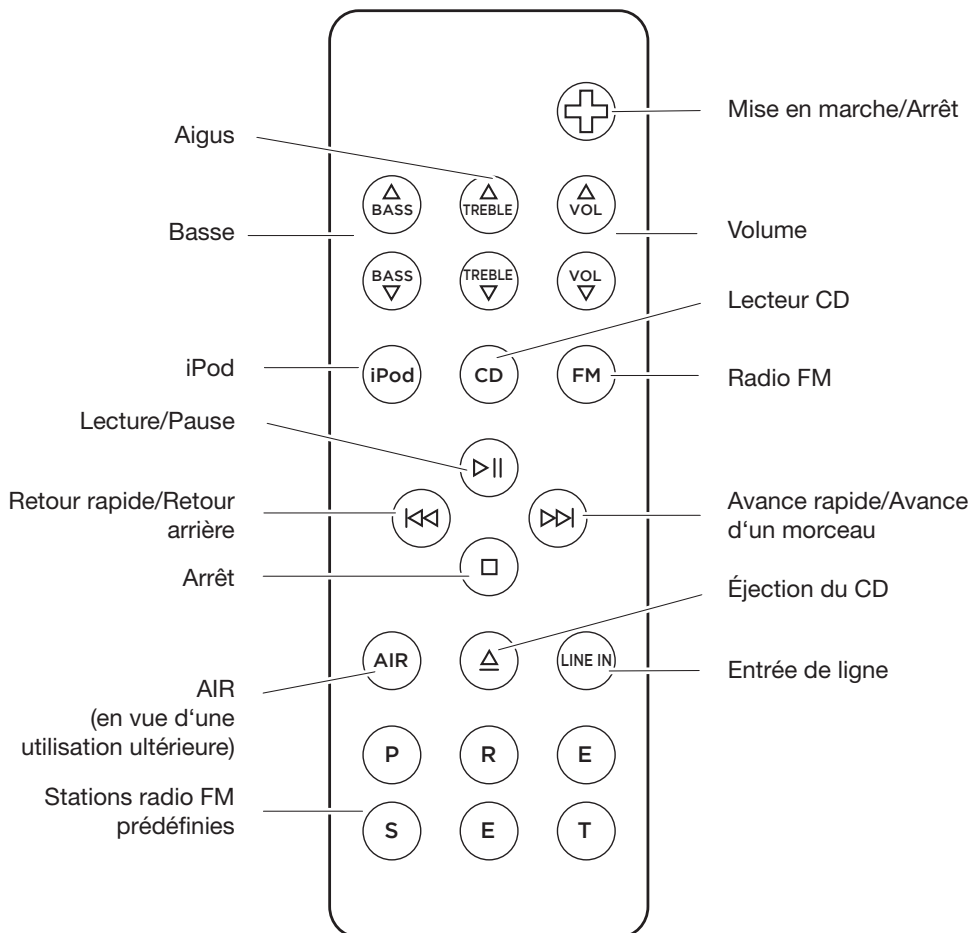 Mise en marche/Arrêt
Aigus
BASS
TREBLE
VOL
Basse
Volume
BASS
TREBLE
VOL
Lecteur CD
iPod
iPod
CD
FM
Radio FM
Lecture/Pause
Retour rapide/Retour
arrière
Avance rapide/Avance
d‘un morceau
Arrêt
Éjection du CD
AIR
LINE IN
Entrée de ligne
AIR
(en vue d‘une
utilisation ultérieure)
P
R
E
Stations radio FM
prédéfinies
S
E
T